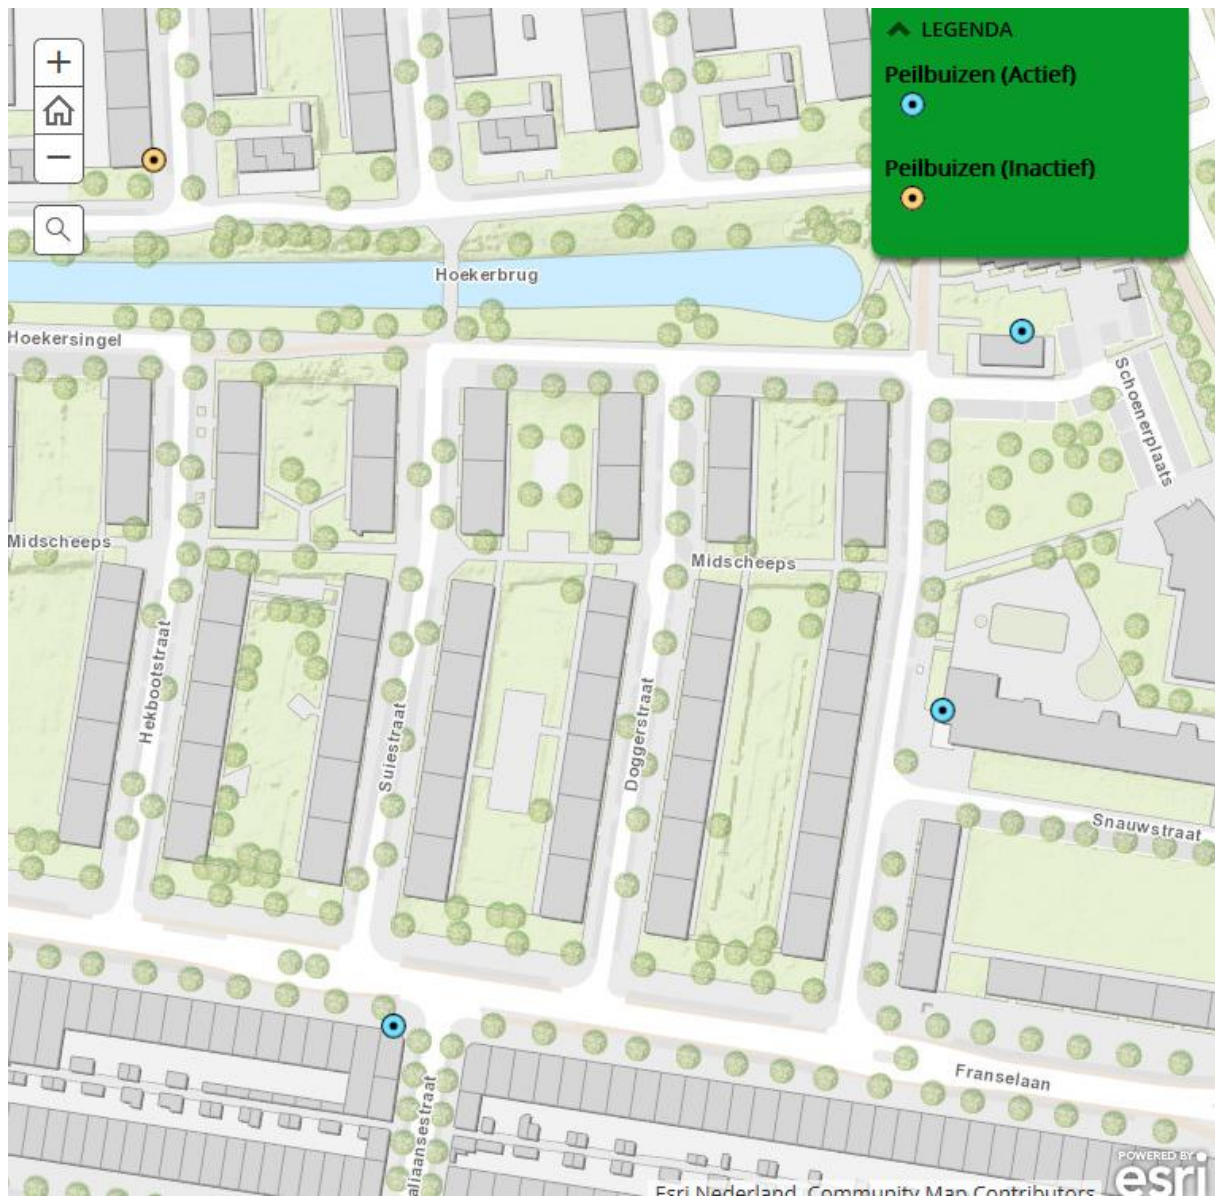 LEGENDA
Peilbuizen (Actief)
Peilbuizen (Inactief)
+
−
Hoekerbrug
Hoekersingel
Schoenerplaats
Midscheeps
Midscheeps
Hekbootstraat
Suiestraat
Doggerstraat
Snauwstraat
Franselaan
aliaansestraat
POWERED BY
esri
Esri Nederland, Community Map Contributors